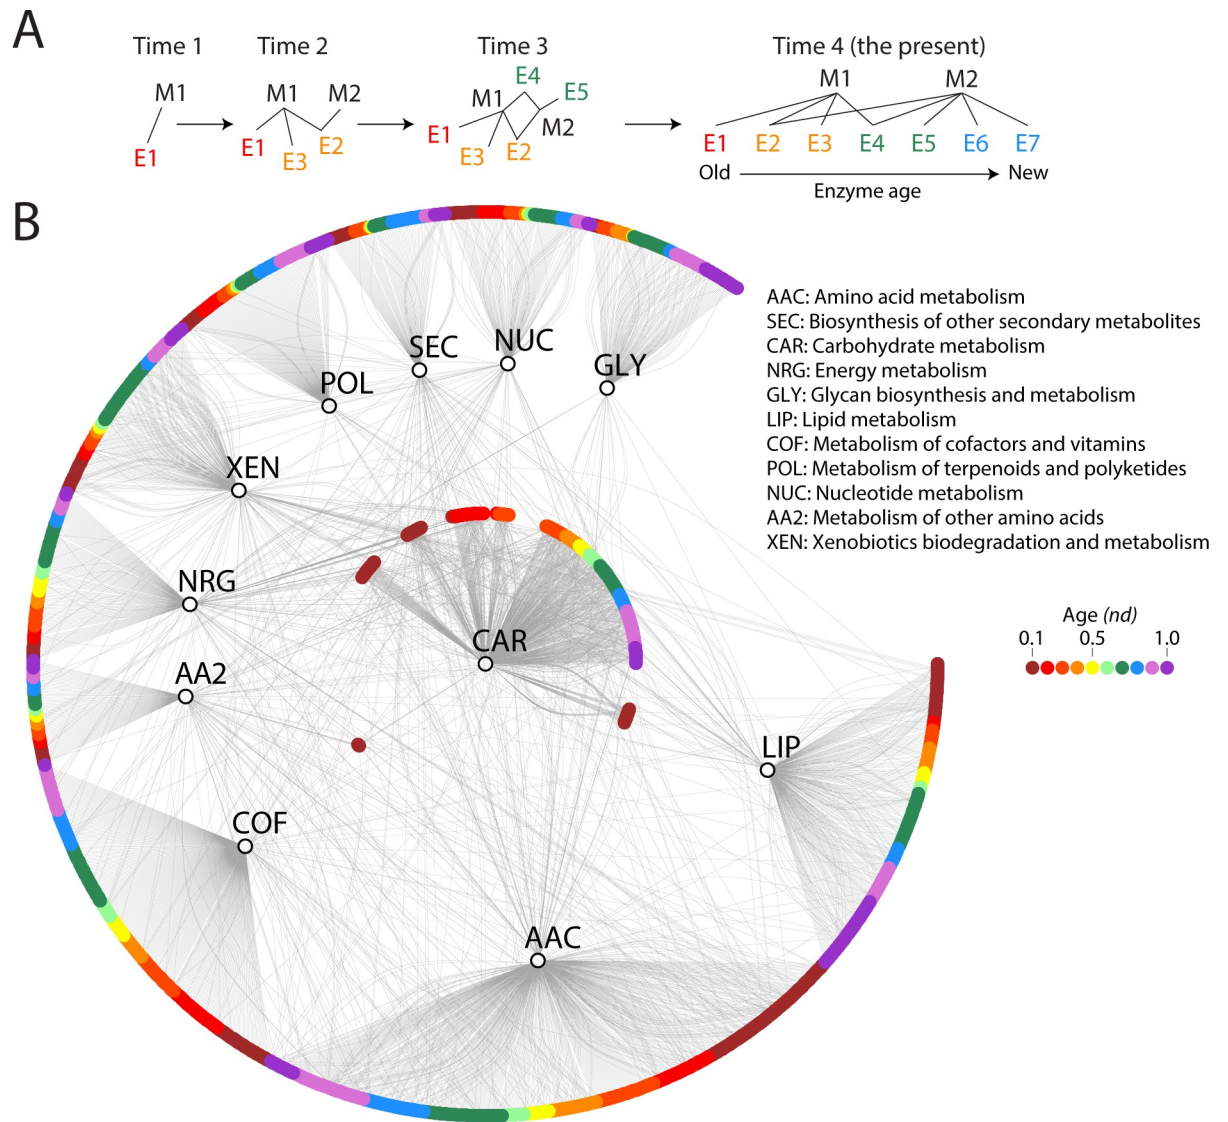 A
Time 1
Time 2
Time 3
Time 4 (the present)
M1
E1
M1 M2
E1 E3 E2
E4
M1 E5
E1 M2
E3 E2
M1 M2
E1 E2 E3 E4 E5 E6 E7
Old New
Enzyme age
B
SEC
NUC
GLY
POL
XEN
NRG
CAR
AA2
LIP
COF
AAC
AAC: Amino acid metabolism
SEC: Biosynthesis of other secondary metabolites
CAR: Carbohydrate metabolism
NRG: Energy metabolism
GLY: Glycan biosynthesis and metabolism
LIP: Lipid metabolism
COF: Metabolism of cofactors and vitamins
POL: Metabolism of terpenoids and polyketides
NUC: Nucleotide metabolism
AA2: Metabolism of other amino acids
XEN: Xenobiotics biodegradation and metabolism
Age (nd)
0.1 0.5 1.0